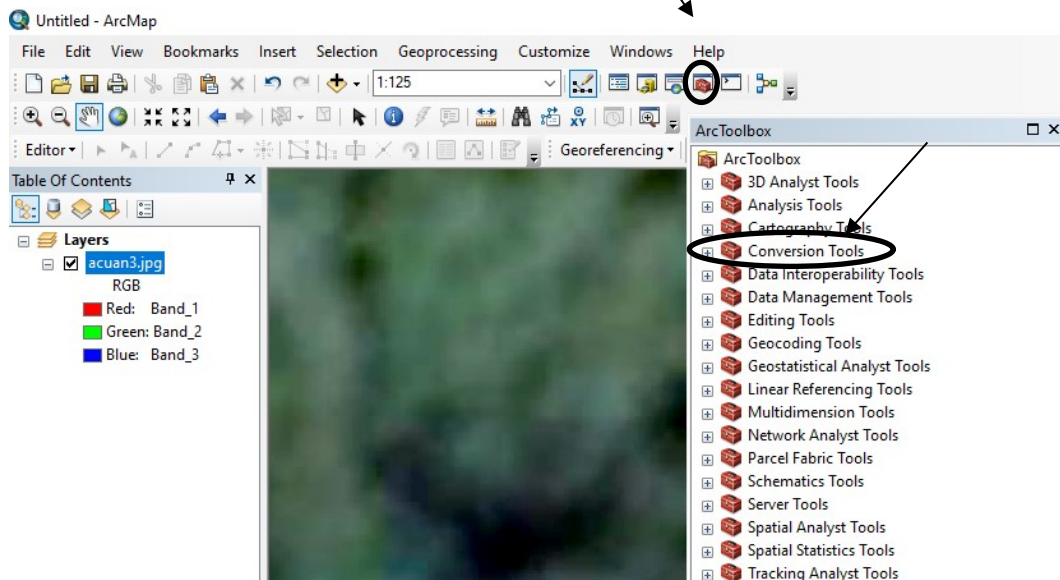 Untitled - ArcMap
File Edit View Bookmarks Insert Selection Geoprocessing Customize Windows Help
1:125
XY
Editor
Georeferencing
Table Of Contents
Layers
acuan3.jpg
RGB
Red: Band_1
Green: Band_2
Blue: Band_3
ArcToolbox
ArcToolbox
3D Analyst Tools
Analysis Tools
Cartography Tools
Conversion Tools
Data Interoperability Tools
Data Management Tools
Editing Tools
Geocoding Tools
Geostatistical Analyst Tools
Linear Referencing Tools
Multidimension Tools
Network Analyst Tools
Parcel Fabric Tools
Schematics Tools
Server Tools
Spatial Analyst Tools
Spatial Statistics Tools
Tracking Analyst Tools